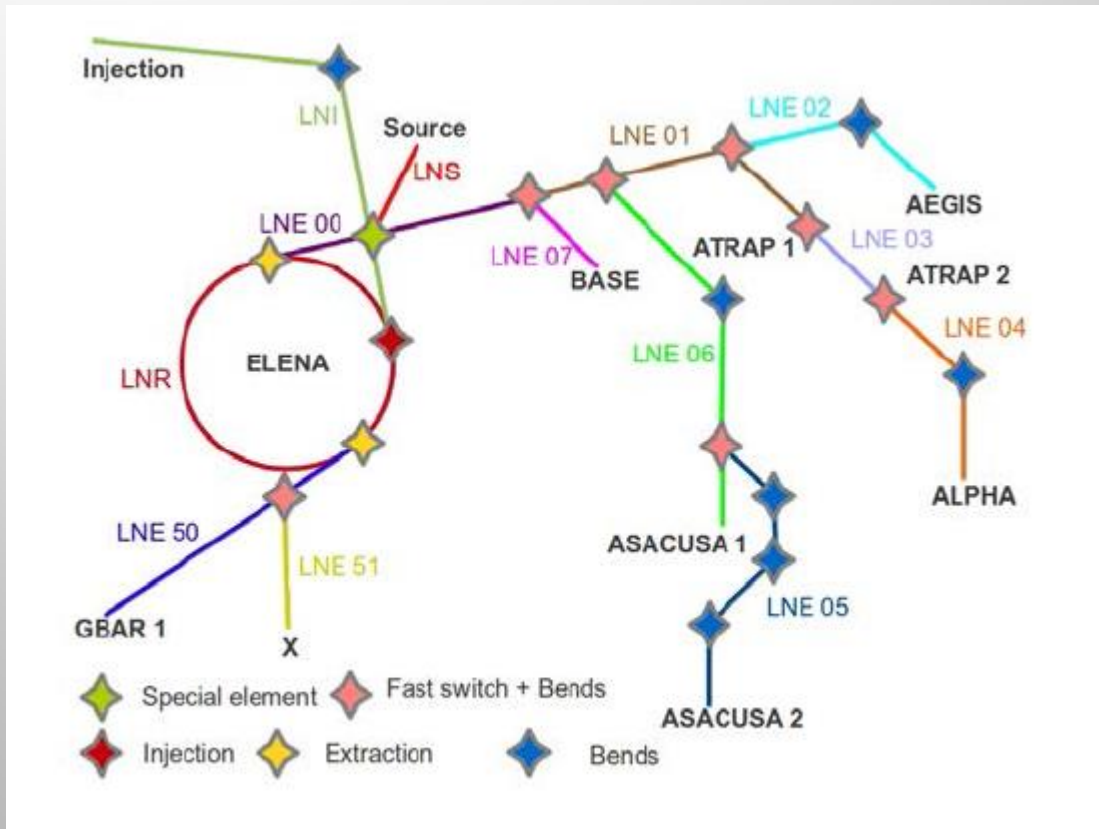 Injection
LNI
Source
LNS
LNE 00
LNE 01
LNE 02
AEGIS
LNE 07
BASE
ATRAP 1
LNE 03
ATRAP 2
LNE 04
LNR
ELENA
LNE 06
ALPHA
LNE 50
LNE 51
ASACUSA 1
LNE 05
GBAR 1
X
ASACUSA 2
Special element
Fast switch + Bends
Injection
Extraction
Bends